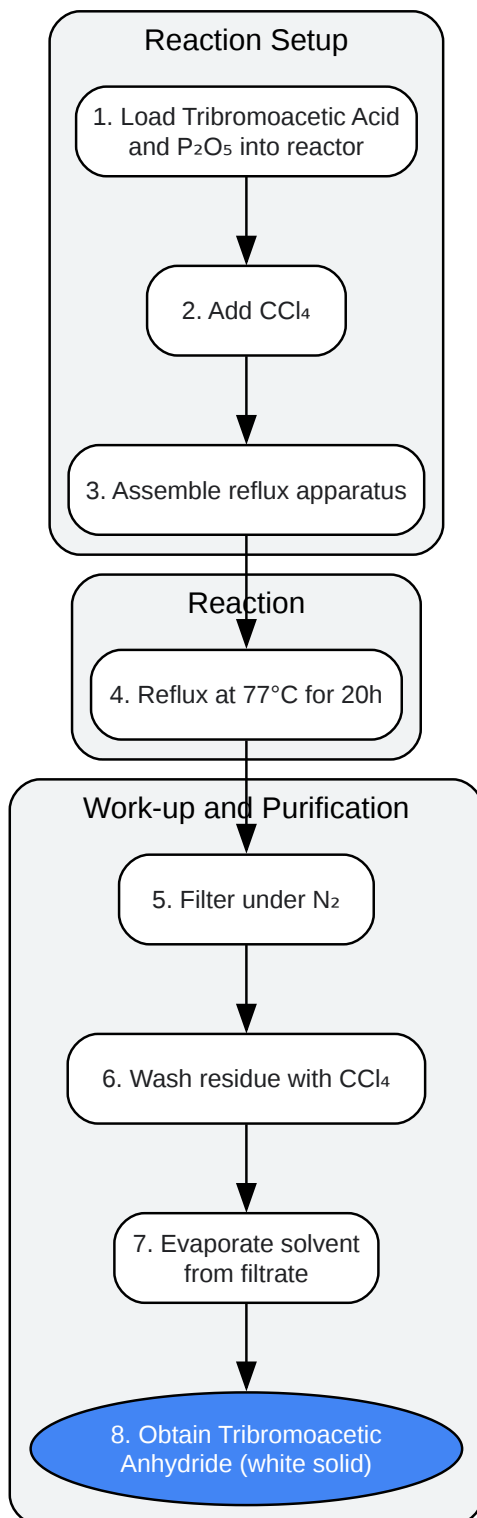 Reaction Setup
1. Load Tribromoacetic Acid
and P₂O₅ into reactor
2. Add CCl₄
3. Assemble reflux apparatus
Reaction
4. Reflux at 77°C for 20h
Work-up and Purification
5. Filter under N₂
6. Wash residue with CCl₄
7. Evaporate solvent
from filtrate
8. Obtain Tribromoacetic
Anhydride (white solid)